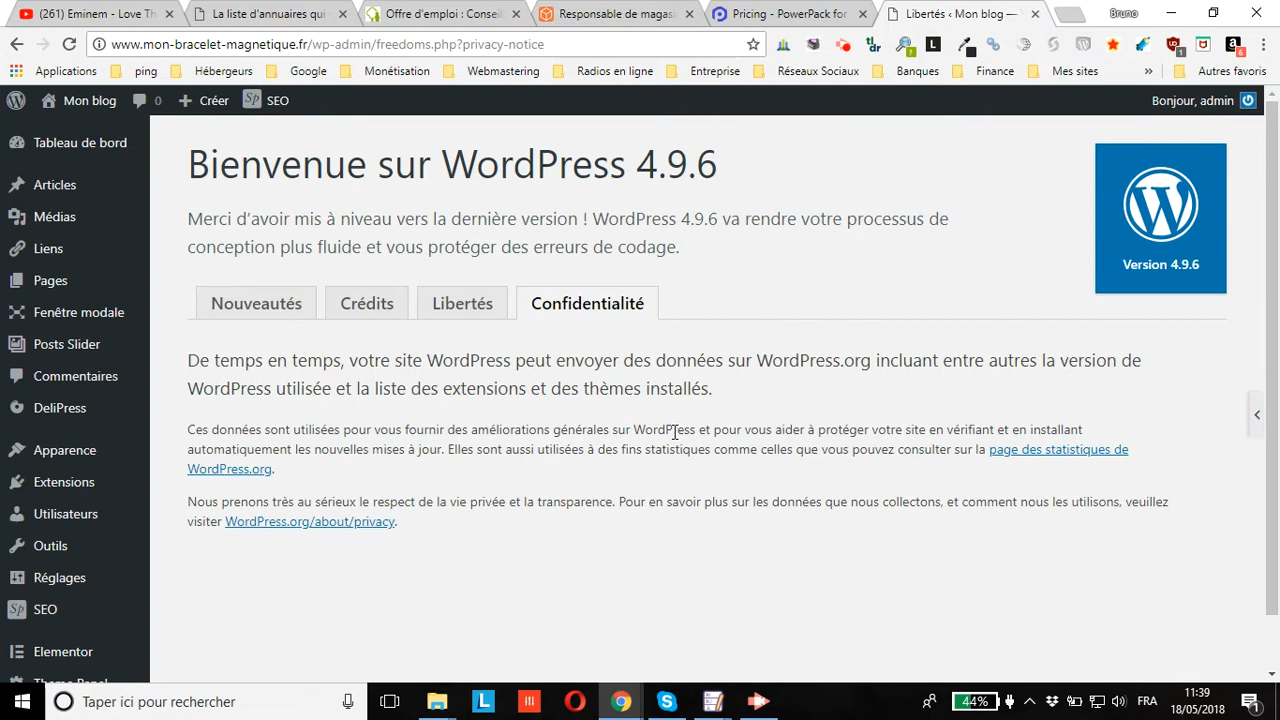 (261) Eminem - Love Th
La liste d'annuaires qui
Offre d'emploi : Conseil
Responsable de magas
Pricing - PowerPack for
Libertés ‹ Mon blog —
Bruno
www.mon-bracelet-magnetique.fr/wp-admin/freedoms.php?privacy-notice
Applications
ping
Hébergeurs
Google
Monétisation
Webmastering
Radios en ligne
Entreprise
Réseaux Sociaux
Banques
Finance
Mes sites
»
Autres favoris
Mon blog
0
Créer
SEO
Bonjour, admin
Tableau de bord
Articles
Médias
Liens
Pages
Fenêtre modale
Posts Slider
Commentaires
DeliPress
Apparence
Extensions
Utilisateurs
Outils
Réglages
SEO
Elementor
Bienvenue sur WordPress 4.9.6
Merci d'avoir mis à niveau vers la dernière version ! WordPress 4.9.6 va rendre votre processus de
conception plus fluide et vous protéger des erreurs de codage.
Version 4.9.6
Nouveautés
Crédits
Libertés
Confidentialité
De temps en temps, votre site WordPress peut envoyer des données sur WordPress.org incluant entre autres la version de
WordPress utilisée et la liste des extensions et des thèmes installés.
Ces données sont utilisées pour vous fournir des améliorations générales sur WordPress et pour vous aider à protéger votre site en vérifiant et en installant
automatiquement les nouvelles mises à jour. Elles sont aussi utilisées à des fins statistiques comme celles que vous pouvez consulter sur la page des statistiques de
WordPress.org.
Nous prenons très au sérieux le respect de la vie privée et la transparence. Pour en savoir plus sur les données que nous collectons, et comment nous les utilisons, veuillez
visiter WordPress.org/about/privacy.
Taper ici pour rechercher
44%
FRA
11:39
18/05/2018